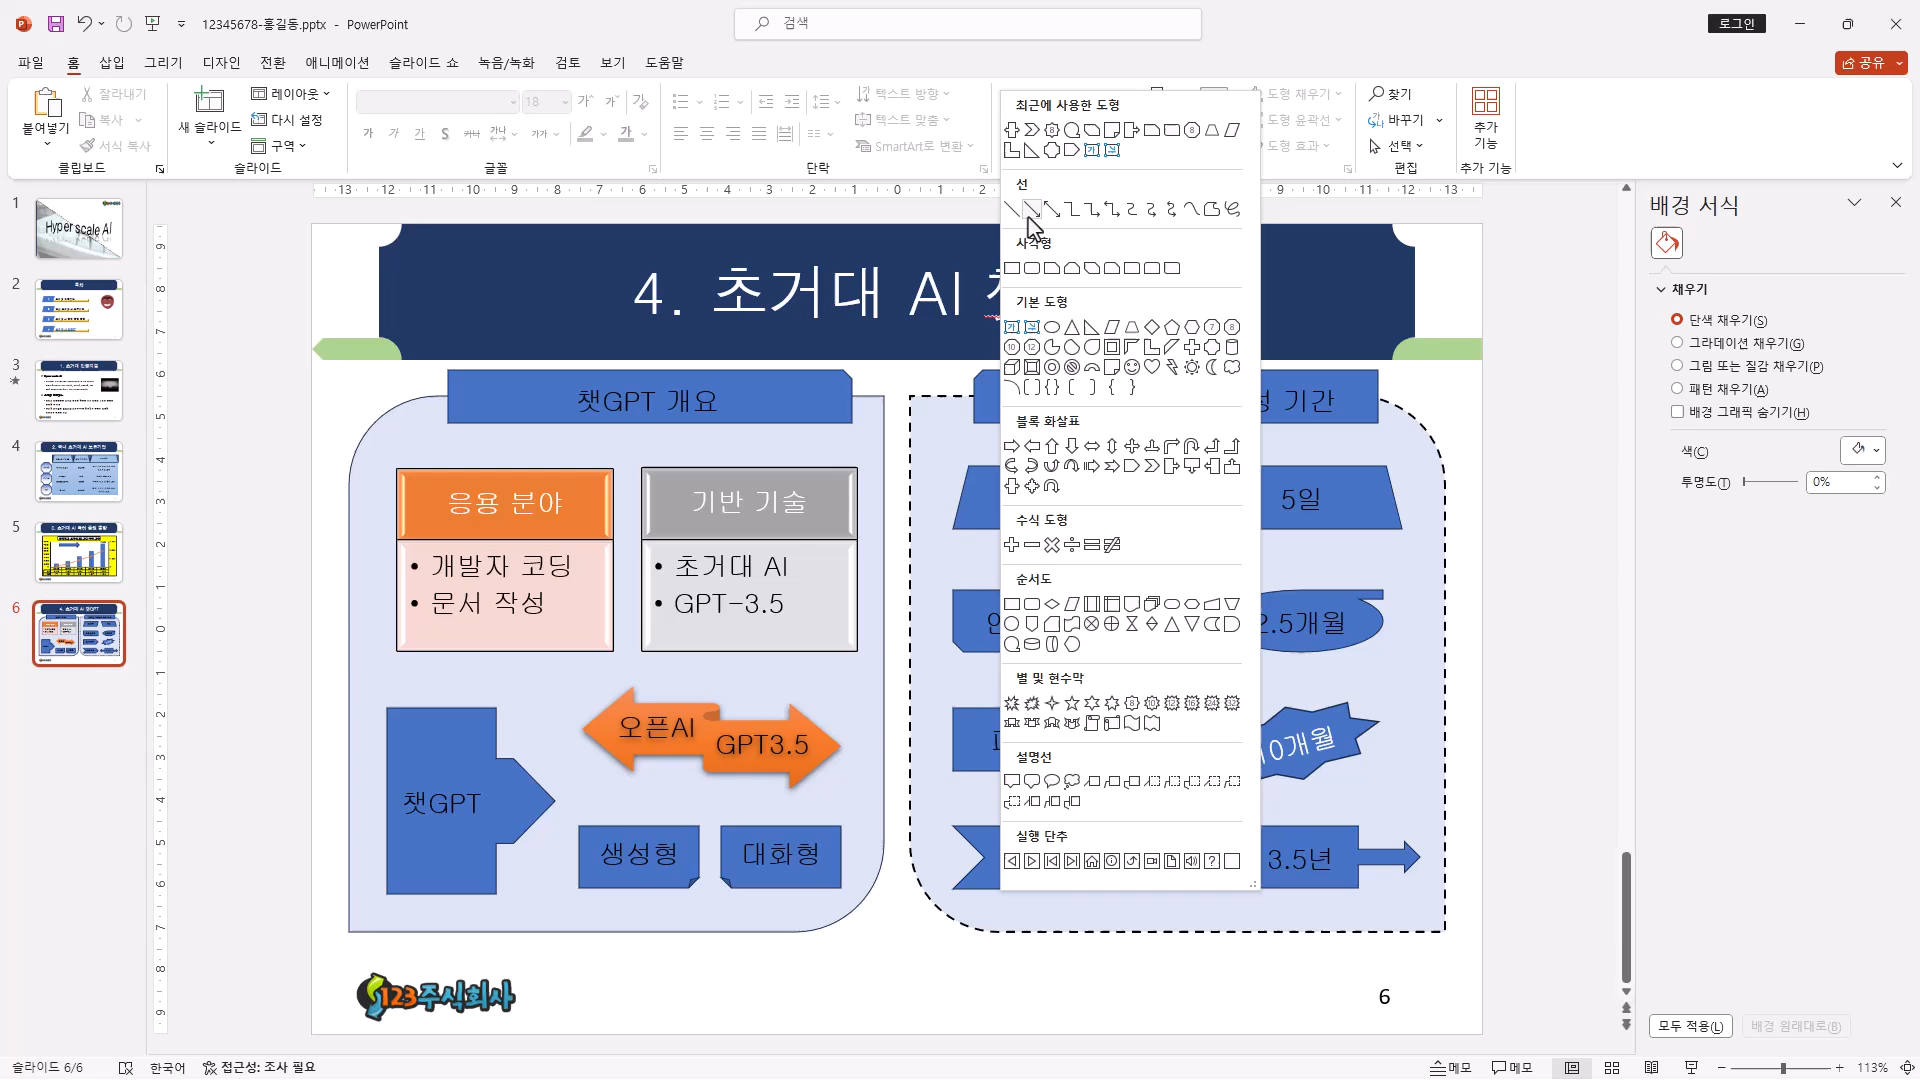 12345678-홍길동.pptx - PowerPoint
검색
로그인
파일 홈 삽입 그리기 디자인 전환 애니메이션 슬라이드 쇼 녹음/녹화 검토 보기 도움말
공유
붙여넣기
잘라내기
복사
서식 복사
클립보드
새 슬라이드
레이아웃
다시 설정
구역
슬라이드
18
글꼴
텍스트 방향
텍스트 맞춤
SmartArt로 변환
단락
도형 채우기
도형 윤곽선
도형 효과
찾기
바꾸기
선택
편집
추가 기능
추가 기능
최근에 사용한 도형
선
사각형
기본 도형
블록 화살표
수식 도형
순서도
별 및 현수막
설명선
실행 단추
1
Hyper scale AI
2
3
4
5
6
4. 초거대 AI
챗GPT 개요
기간
응용 분야
• 개발자 코딩
• 문서 작성
기반 기술
• 초거대 AI
• GPT-3.5
5일
2.5개월
10개월
3.5년
오픈AI
GPT3.5
챗GPT
생성형
대화형
123주식회사
6
배경 서식
채우기
단색 채우기(S)
그라데이션 채우기(G)
그림 또는 질감 채우기(P)
패턴 채우기(A)
배경 그래픽 숨기기(H)
색(C)
투명도(T)
0%
모두 적용(L)
배경 원래대로(B)
슬라이드 6/6
한국어
접근성: 조사 필요
메모
메모
113%